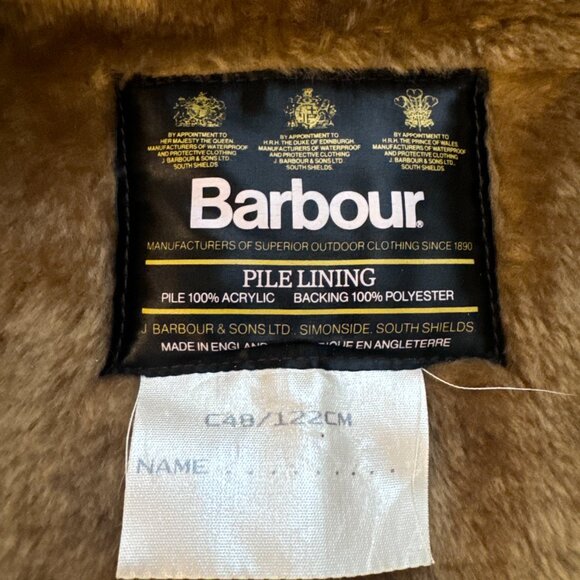 BY APPOINTMENT TO
HER MAJESTY THE QUEEN
MANUFACTURERS OF WATERPROOF
AND PROTECTIVE CLOTHING
J. BARBOUR & SONS LTD.
SOUTH SHIELDS
BY APPOINTMENT TO
H.R.H. THE DUKE OF EDINBURGH
MANUFACTURERS OF WATERPROOF
AND PROTECTIVE CLOTHING
J. BARBOUR & SONS LTD.
SOUTH SHIELDS
BY APPOINTMENT TO
H.R.H. THE PRINCE OF WALES
MANUFACTURERS OF WATERPROOF
AND PROTECTIVE CLOTHING
J. BARBOUR & SONS LTD.
SOUTH SHIELDS
Barbour®
MANUFACTURERS OF SUPERIOR OUTDOOR CLOTHING SINCE 1890
PILE LINING
PILE 100% ACRYLIC BACKING 100% POLYESTER
J. BARBOUR & SONS LTD., SIMONSIDE, SOUTH SHIELDS
MADE IN ENGLAND EN ANGLETERRE
C48/122CM
NAME..........